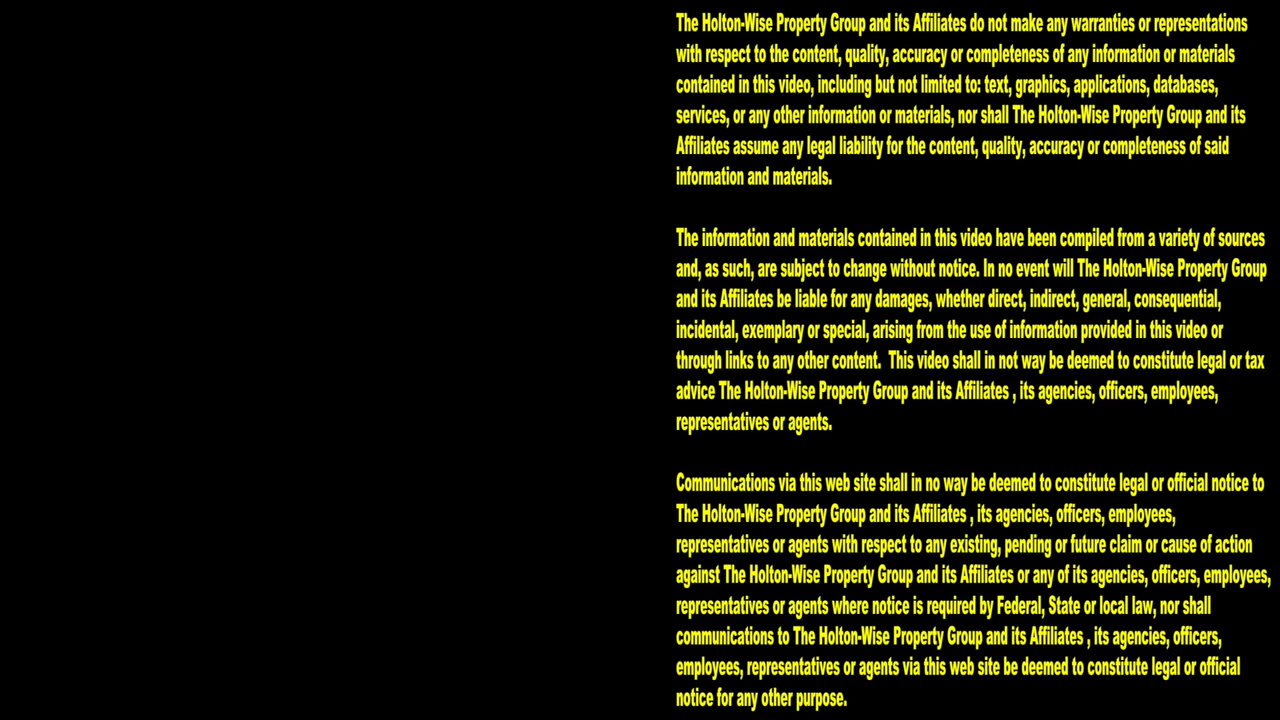 The Holton-Wise Property Group and its Affiliates do not make any warranties or representations
with respect to the content, quality, accuracy or completeness of any information or materials
contained in this video, including but not limited to: text, graphics, applications, databases,
services, or any other information or materials, nor shall The Holton-Wise Property Group and its
Affiliates assume any legal liability for the content, quality, accuracy or completeness of said
information and materials.
The information and materials contained in this video have been compiled from a variety of sources
and, as such, are subject to change without notice. In no event will The Holton-Wise Property Group
and its Affiliates be liable for any damages, whether direct, indirect, general, consequential,
incidental, exemplary or special, arising from the use of information provided in this video or
through links to any other content.  This video shall in not way be deemed to constitute legal or tax
advice The Holton-Wise Property Group and its Affiliates , its agencies, officers, employees,
representatives or agents.
Communications via this web site shall in no way be deemed to constitute legal or official notice to
The Holton-Wise Property Group and its Affiliates , its agencies, officers, employees,
representatives or agents with respect to any existing, pending or future claim or cause of action
against The Holton-Wise Property Group and its Affiliates or any of its agencies, officers, employees,
representatives or agents where notice is required by Federal, State or local law, nor shall
communications to The Holton-Wise Property Group and its Affiliates , its agencies, officers,
employees, representatives or agents via this web site be deemed to constitute legal or official
notice for any other purpose.